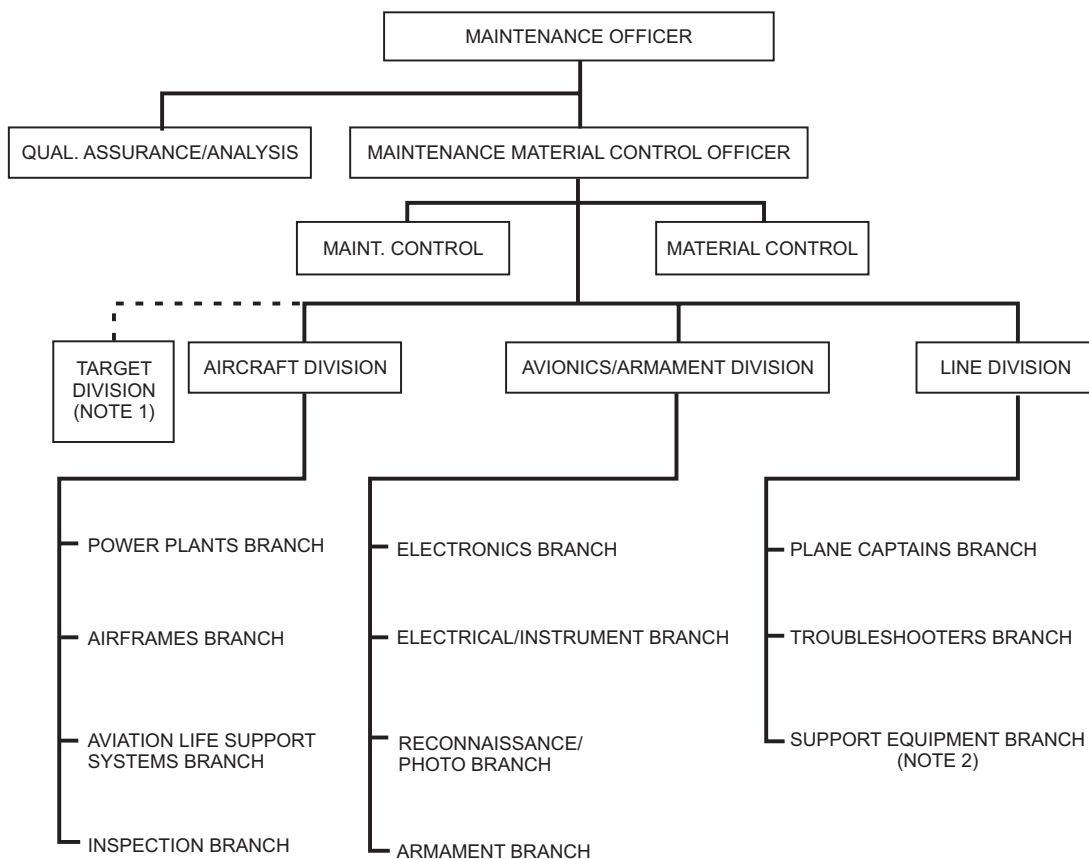 MAINTENANCE OFFICER
QUAL. ASSURANCE/ANALYSIS
MAINTENANCE MATERIAL CONTROL OFFICER
MAINT. CONTROL
MATERIAL CONTROL
TARGET
DIVISION
(NOTE 1)
AIRCRAFT DIVISION
AVIONICS/ARMAMENT DIVISION
LINE DIVISION
POWER PLANTS BRANCH
AIRFRAMES BRANCH
AVIATION LIFE SUPPORT
SYSTEMS BRANCH
INSPECTION BRANCH
ELECTRONICS BRANCH
ELECTRICAL/INSTRUMENT BRANCH
RECONNAISSANCE/
PHOTO BRANCH
ARMAMENT BRANCH
PLANE CAPTAINS BRANCH
TROUBLESHOOTERS BRANCH
SUPPORT EQUIPMENT BRANCH
(NOTE 2)